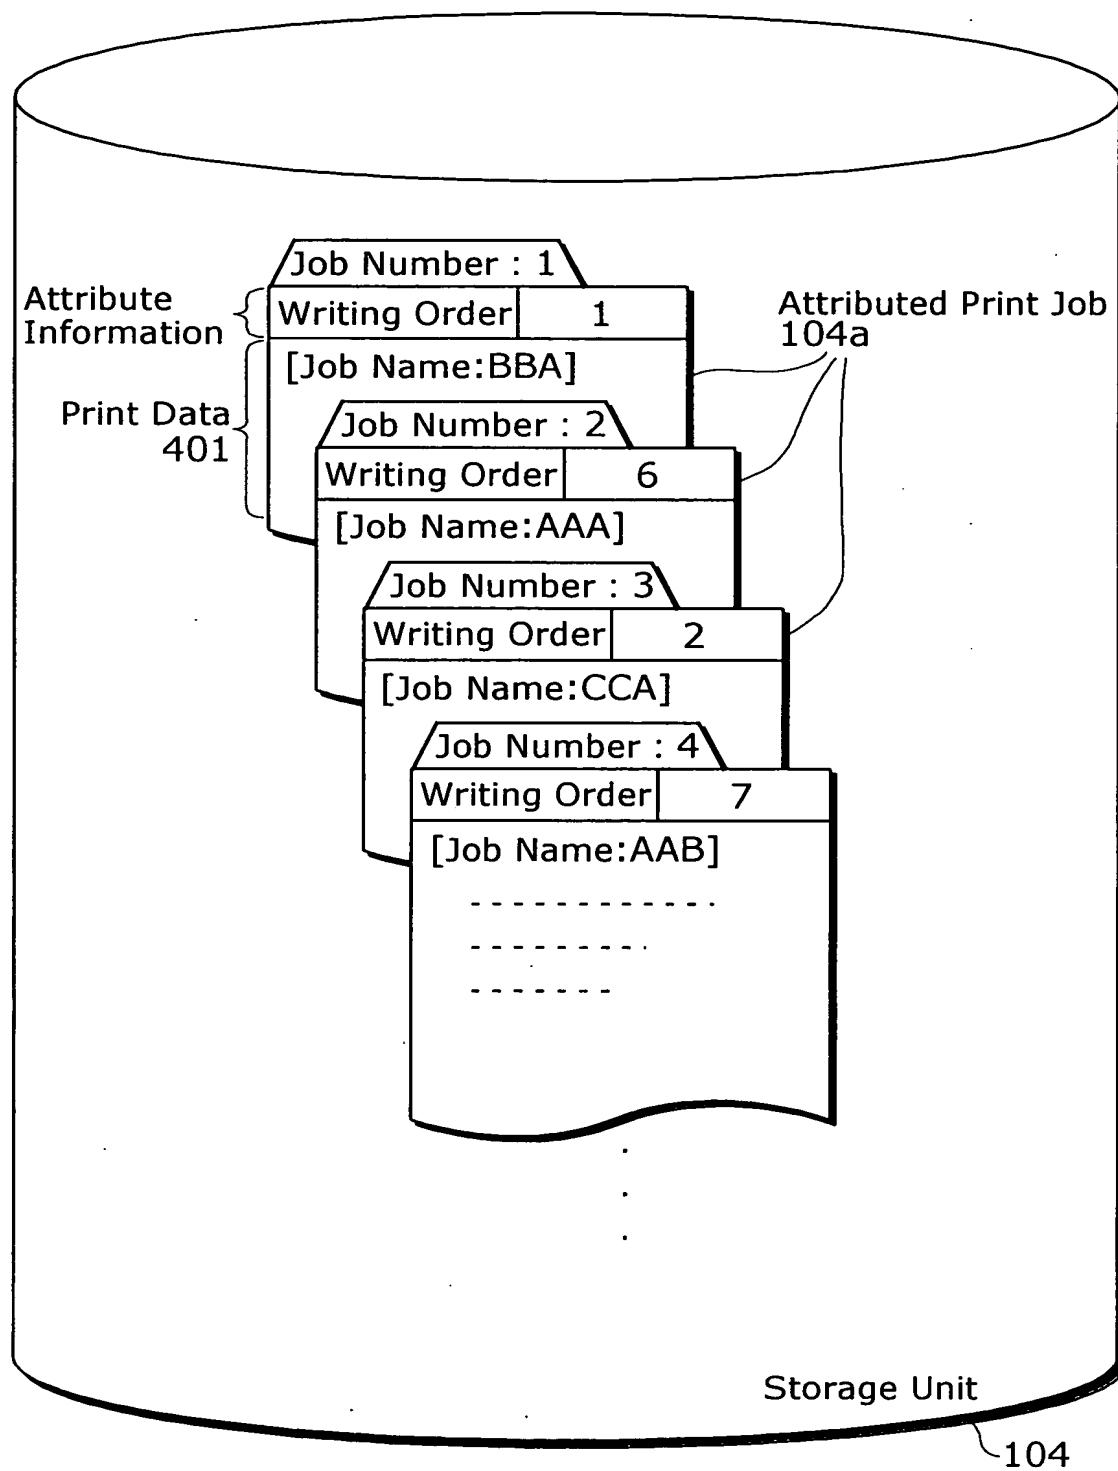 Job Number : 1
Attribute
Information
Writing Order 1
Attributed Print Job
104a
[Job Name:BBA]
Print Data
401
Job Number : 2
Writing Order 6
[Job Name:AAA]
Job Number : 3
Writing Order 2
[Job Name:CCA]
Job Number : 4
Writing Order 7
[Job Name:AAB]
Storage Unit
104